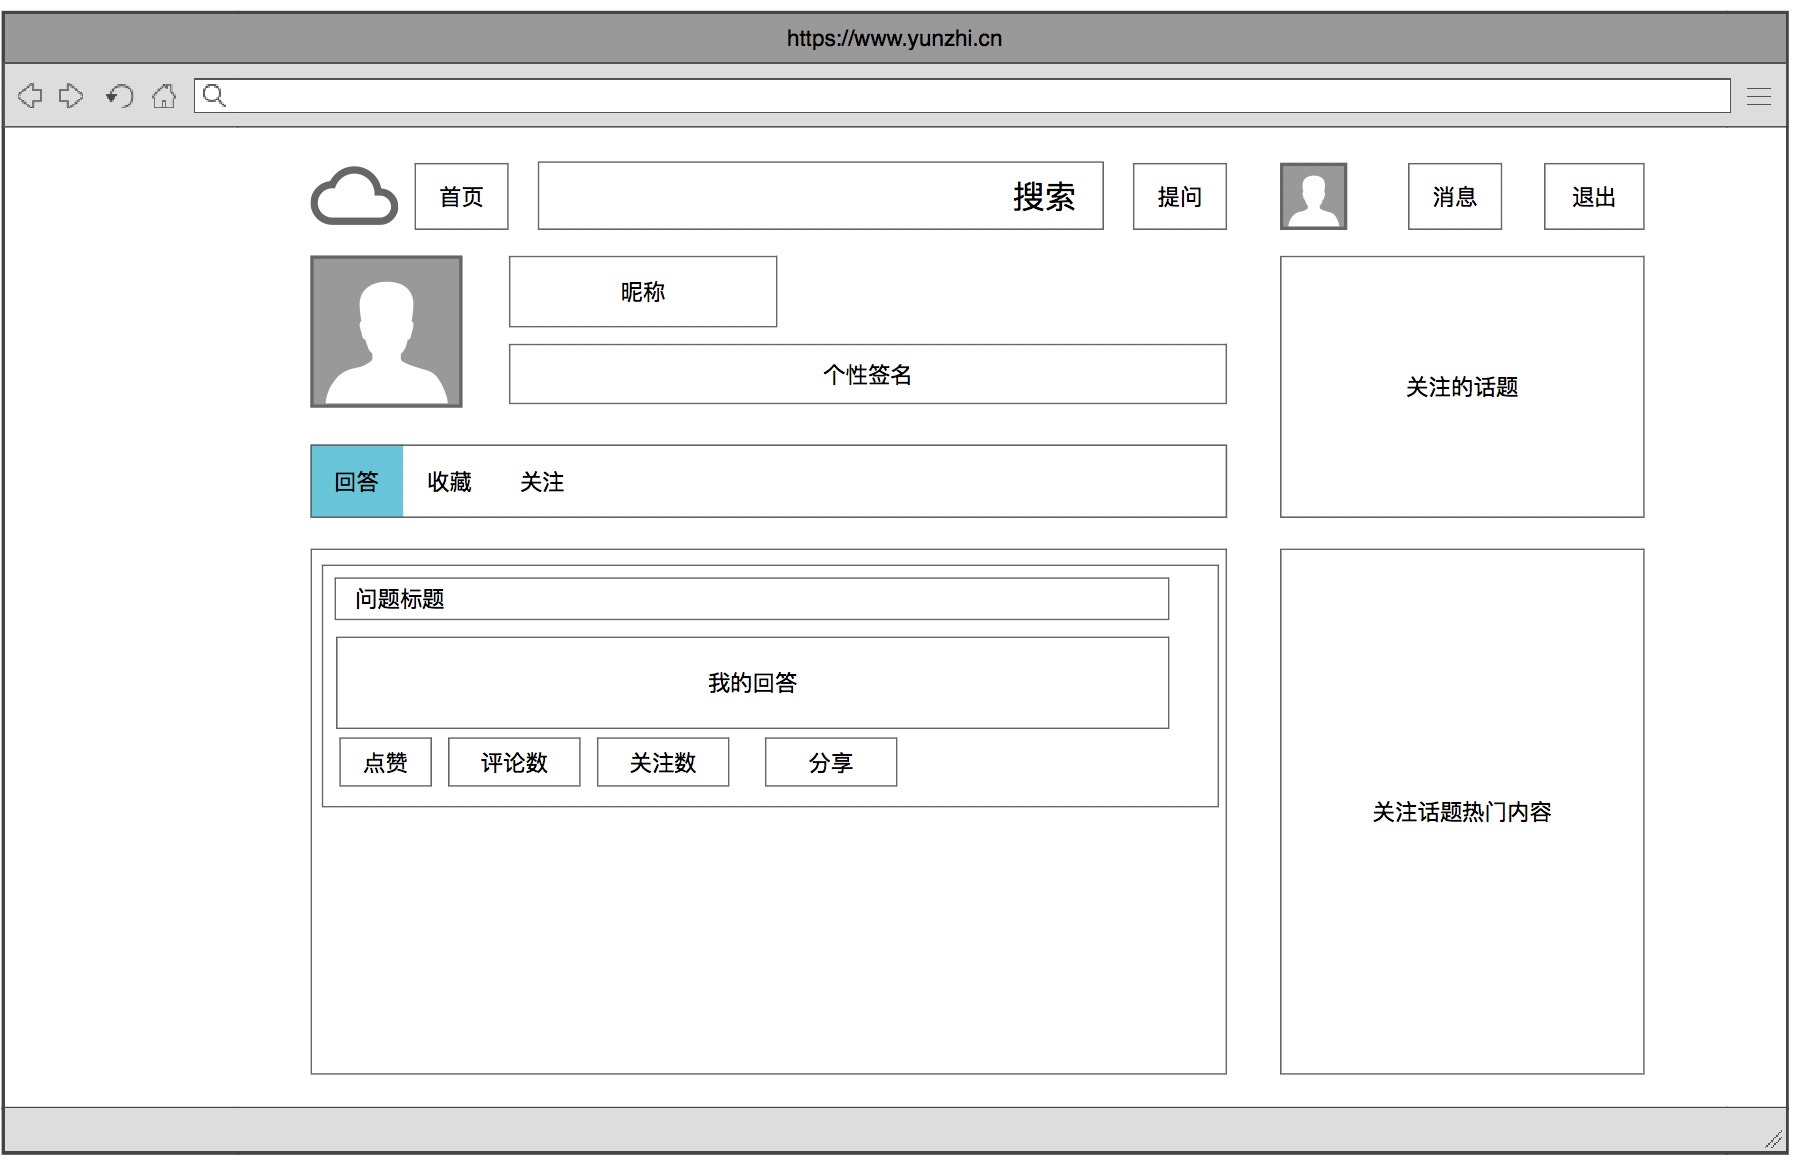 https://www.yunzhi.cn
首页
搜索
提问
消息
退出
昵称
个性签名
关注的话题
回答
收藏
关注
问题标题
我的回答
点赞
评论数
关注数
分享
关注话题热门内容